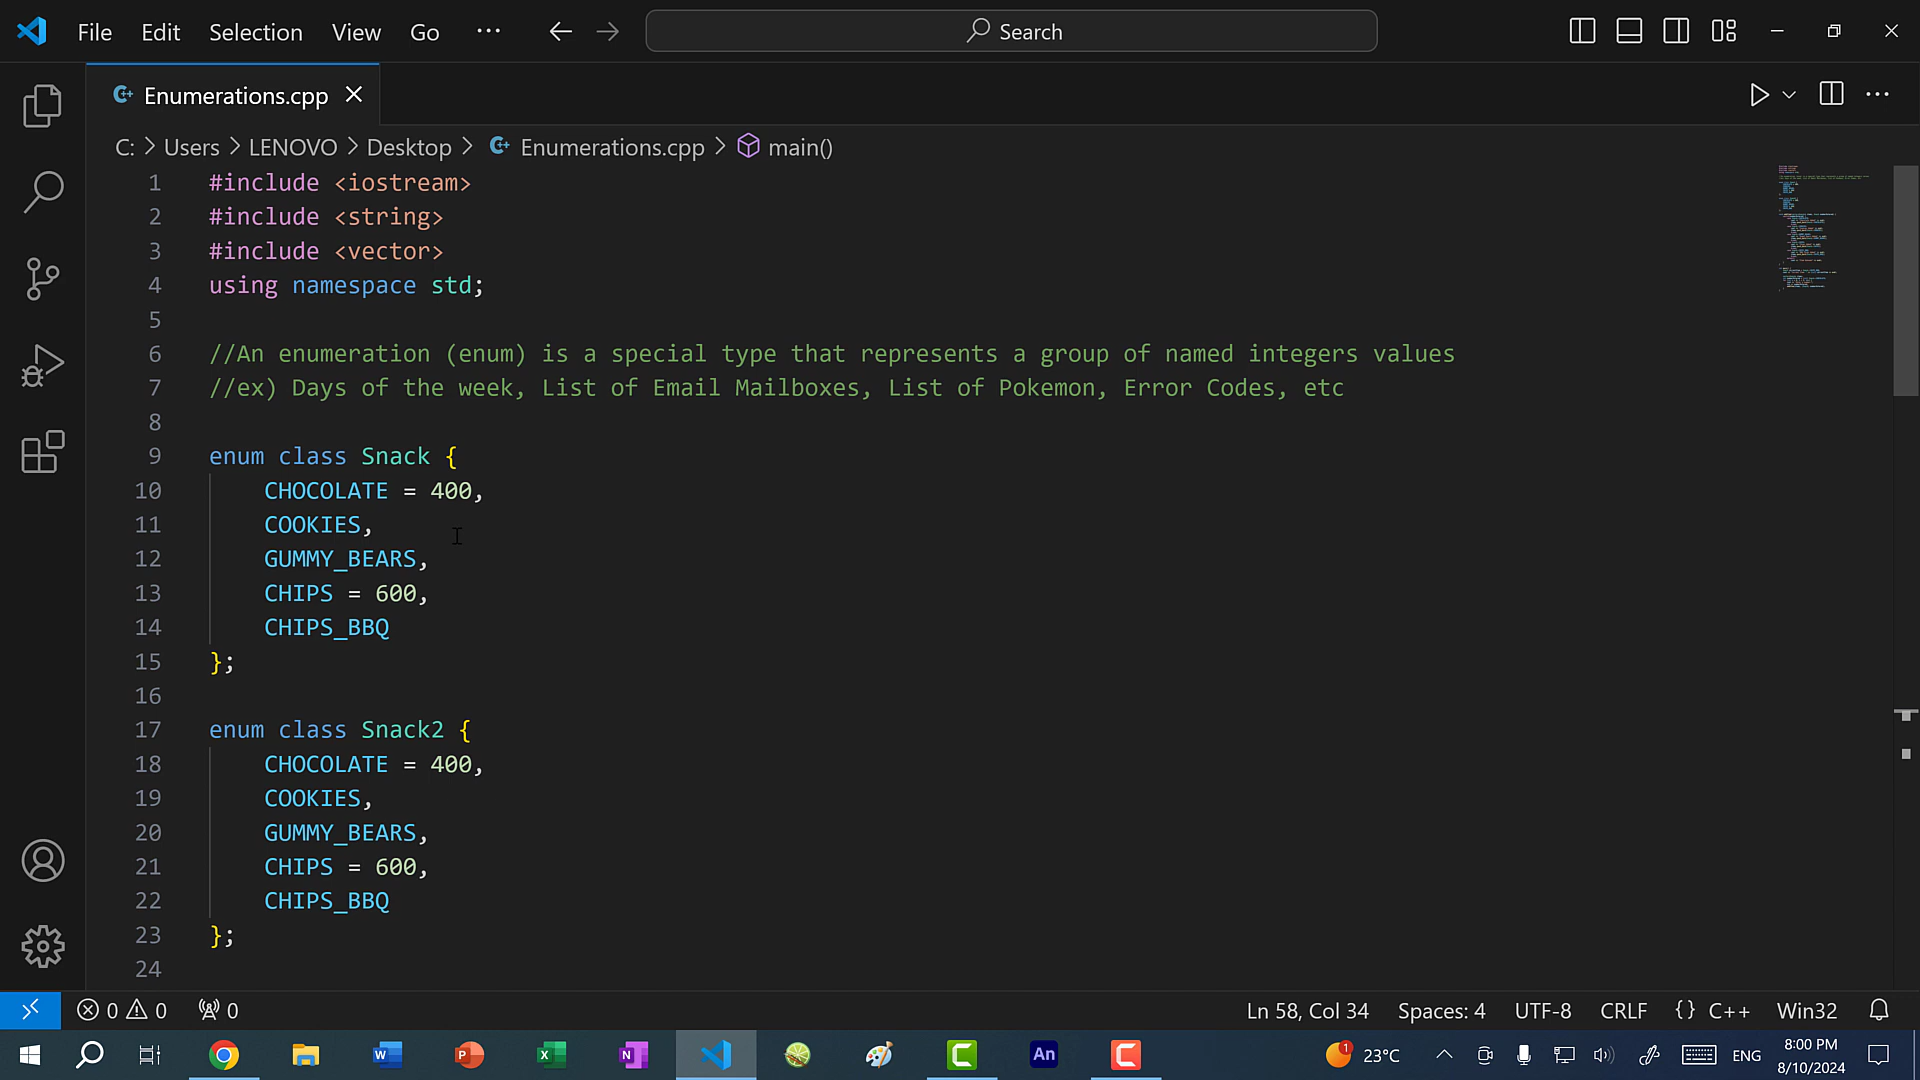 File Edit Selection View Go ··· Search
Enumerations.cpp
C: > Users > LENOVO > Desktop > Enumerations.cpp > main()
1 #include <iostream>
2 #include <string>
3 #include <vector>
4 using namespace std;
5
6 //An enumeration (enum) is a special type that represents a group of named integers values
7 //ex) Days of the week, List of Email Mailboxes, List of Pokemon, Error Codes, etc
8
9 enum class Snack {
10 CHOCOLATE = 400,
11 COOKIES,
12 GUMMY_BEARS,
13 CHIPS = 600,
14 CHIPS_BBQ
15 };
16
17 enum class Snack2 {
18 CHOCOLATE = 400,
19 COOKIES,
20 GUMMY_BEARS,
21 CHIPS = 600,
22 CHIPS_BBQ
23 };
24
0 0 0 Ln 58, Col 34 Spaces: 4 UTF-8 CRLF {} C++ Win32
W P X N An C 1 23°C ENG 8:00 PM
8/10/2024